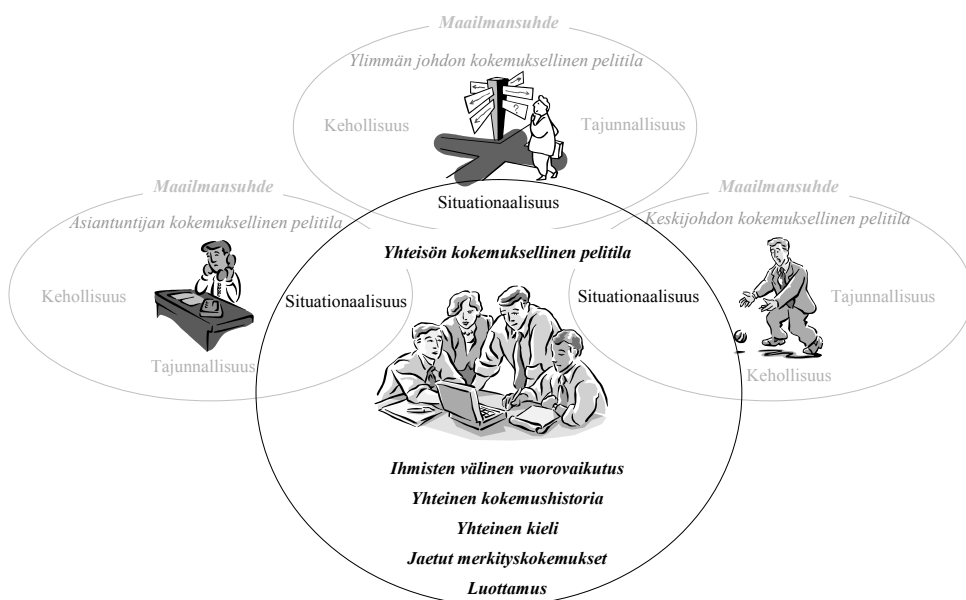 Maailmansuhde
Ylimmän johdon kokemuksellinen pelitila
Kehollisuus
Tajunnallisuus
?
Situationaalisuus
Maailmansuhde
Asiantuntijan kokemuksellinen pelitila
Kehollisuus
Situationaalisuus
Tajunnallisuus
Maailmansuhde
Keskijohdon kokemuksellinen pelitila
Situationaalisuus
Tajunnallisuus
Kehollisuus
Yhteisön kokemuksellinen pelitila
Ihmisten välinen vuorovaikutus
Yhteinen kokemushistoria
Yhteinen kieli
Jaetut merkityskokemukset
Luottamus